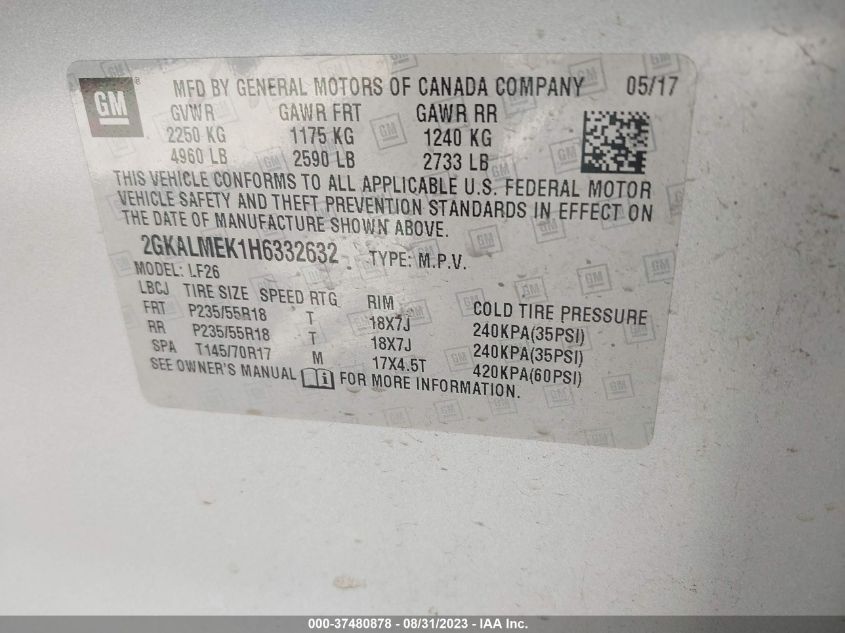 GM ® MFD BY GENERAL MOTORS OF CANADA COMPANY 05/17
GVWR GAWR FRT GAWR RR
2250 KG 1175 KG 1240 KG
4960 LB 2590 LB 2733 LB
THIS VEHICLE CONFORMS TO ALL APPLICABLE U.S. FEDERAL MOTOR
VEHICLE SAFETY AND THEFT PREVENTION STANDARDS IN EFFECT ON
THE DATE OF MANUFACTURE SHOWN ABOVE.
2GKALMEK1H6332632 TYPE: M.P.V.
MODEL: LF26
LBCJ TIRE SIZE SPEED RTG RIM COLD TIRE PRESSURE
FRT P235/55R18 T 18X7J 240KPA(35PSI)
RR P235/55R18 T 18X7J 240KPA(35PSI)
SPA T145/70R17 M 17X4.5T 420KPA(60PSI)
SEE OWNER'S MANUAL FOR MORE INFORMATION.
000-37480878 - 08/31/2023 - IAA Inc.